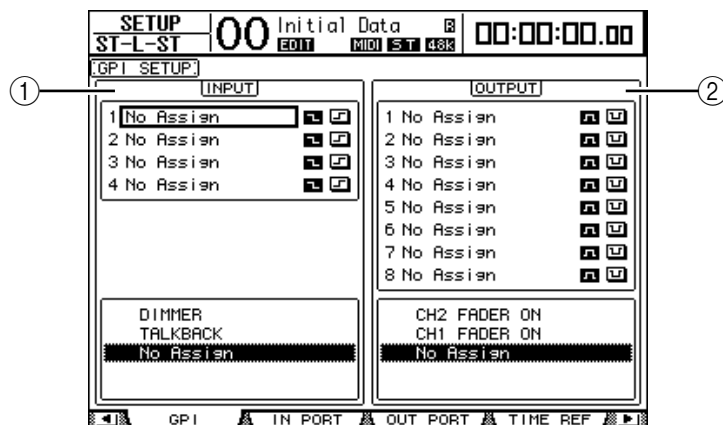 SETUP
ST-L-ST
00
Initial Data R
EDIT MIDI ST 48K
00:00:00.00
GPI SETUP
1
INPUT
1 No Assign
2 No Assign
3 No Assign
4 No Assign
DIMMER
TALKBACK
No Assign
2
OUTPUT
1 No Assign
2 No Assign
3 No Assign
4 No Assign
5 No Assign
6 No Assign
7 No Assign
8 No Assign
CH2 FADER ON
CH1 FADER ON
No Assign
GPI IN PORT OUT PORT TIME REF